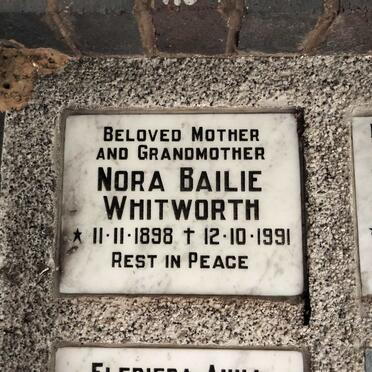 BELOVED MOTHER
AND GRANDMOTHER
NORA BAILIE
WHITWORTH
★ 11·11·1898 ✝ 12·10·1991
REST IN PEACE